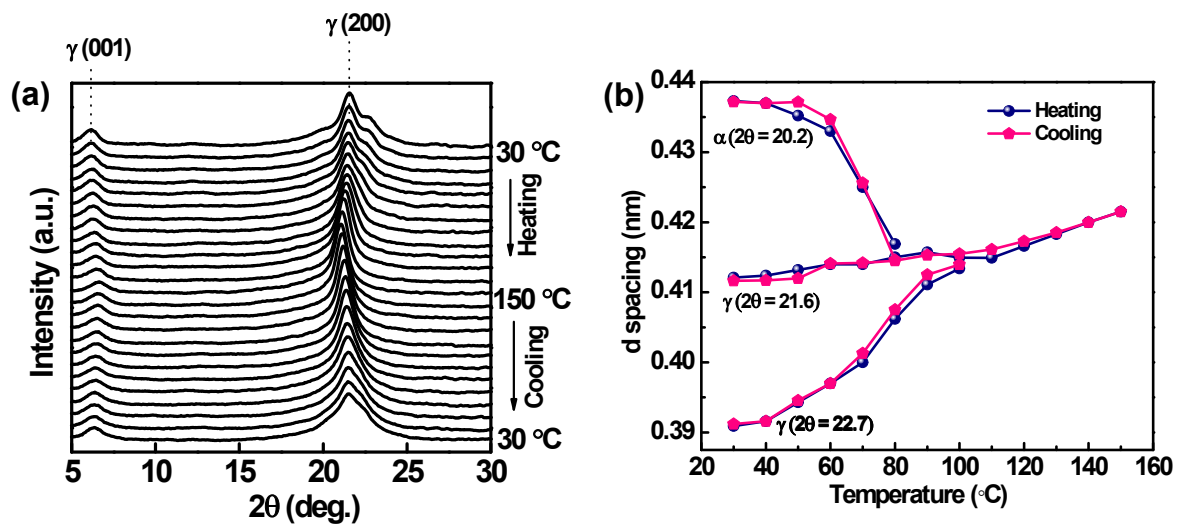 γ (200)
γ (001)
(a)
30 °C
Heating
150 °C
Cooling
30 °C
Intensity (a.u.)
5 10 15 20 25 30
2θ (deg.)
(b)
Heating
Cooling
α (2θ = 20.2)
γ (2θ = 21.6)
γ (2θ = 22.7)
0.44
0.43
0.42
0.41
0.40
0.39
d spacing (nm)
20 40 60 80 100 120 140 160
Temperature (°C)